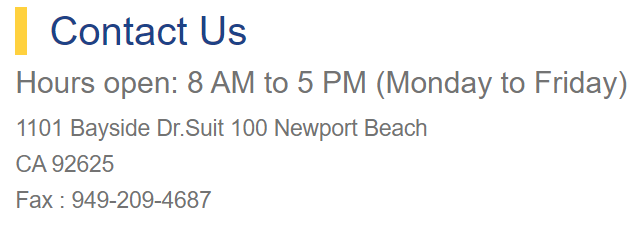 Contact Us
Hours open: 8 AM to 5 PM (Monday to Friday)
1101 Bayside Dr.Suit 100 Newport Beach
CA 92625
Fax : 949-209-4687